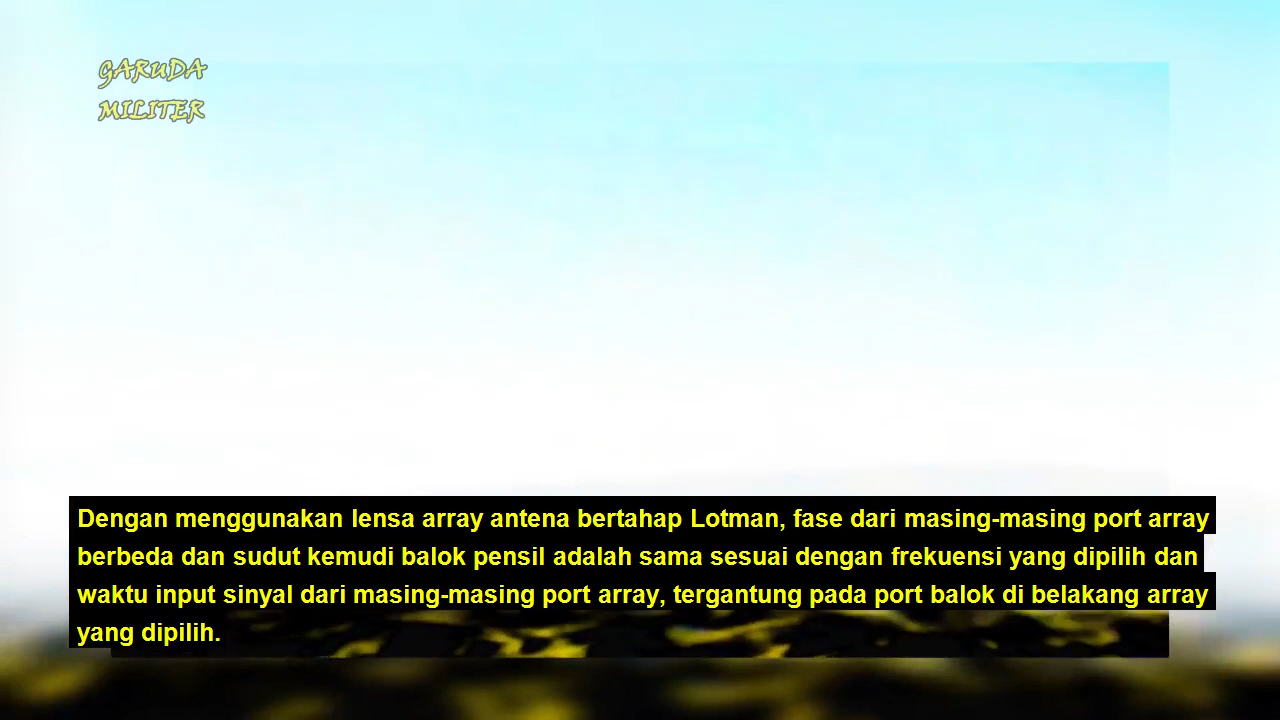 GARUDA
MILITER
Dengan menggunakan lensa array antena bertahap Lotman, fase dari masing-masing port array
berbeda dan sudut kemudi balok pensil adalah sama sesuai dengan frekuensi yang dipilih dan
waktu input sinyal dari masing-masing port array, tergantung pada port balok di belakang array
yang dipilih.